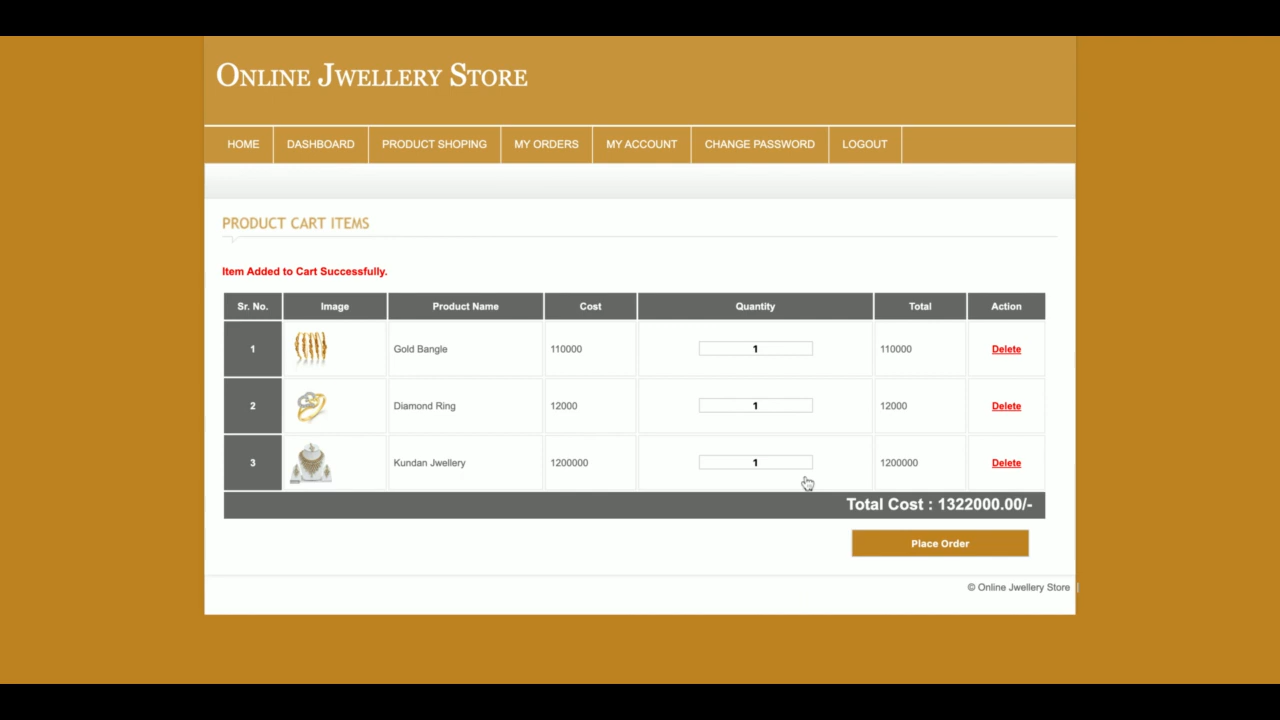 Online Jwellery Store
HOME DASHBOARD PRODUCT SHOPING MY ORDERS MY ACCOUNT CHANGE PASSWORD LOGOUT
PRODUCT CART ITEMS
Item Added to Cart Successfully.
Sr. No. Image Product Name Cost Quantity Total Action
1 Gold Bangle 110000 1 110000 Delete
2 Diamond Ring 12000 1 12000 Delete
3 Kundan Jwellery 1200000 1 1200000 Delete
Total Cost : 1322000.00/-
Place Order
© Online Jwellery Store |